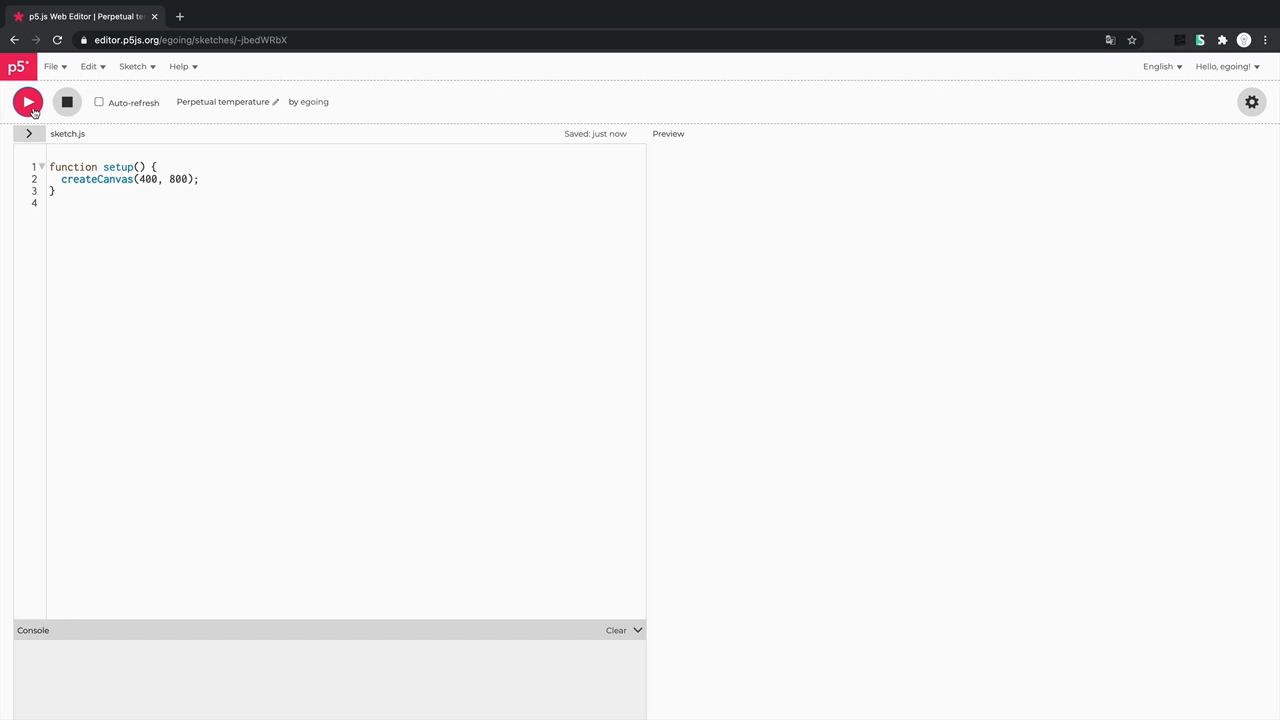 p5.js Web Editor | Perpetual te
editor.p5js.org/egoing/sketches/-jbedWRbX
p5* File Edit Sketch Help English Hello, egoing!
Auto-refresh Perpetual temperature by egoing
sketch.js Saved: just now Preview
1 function setup() {
2 createCanvas(400, 800);
3 }
4
Console Clear